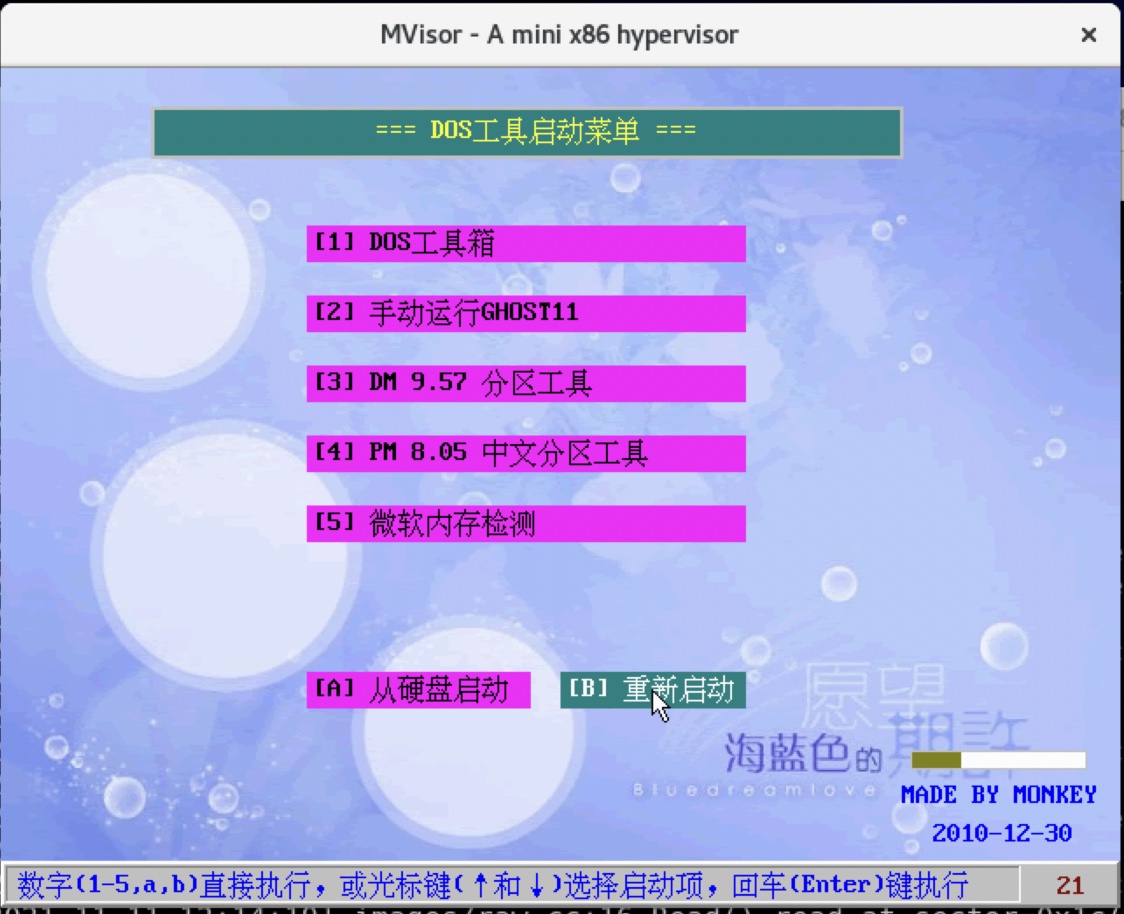 MVisor - A mini x86 hypervisor ×
=== DOS工具启动菜单 ===
[1] DOS工具箱
[2] 手动运行GHOST11
[3] DM 9.57 分区工具
[4] PM 8.05 中文分区工具
[5] 微软内存检测
[A] 从硬盘启动
[B] 重新启动
愿望
期許
海藍色的
Bluedreamlove
MADE BY MONKEY
2010-12-30
数字(1-5,a,b)直接执行，或光标键(↑和↓)选择启动项，回车(Enter)键执行
21